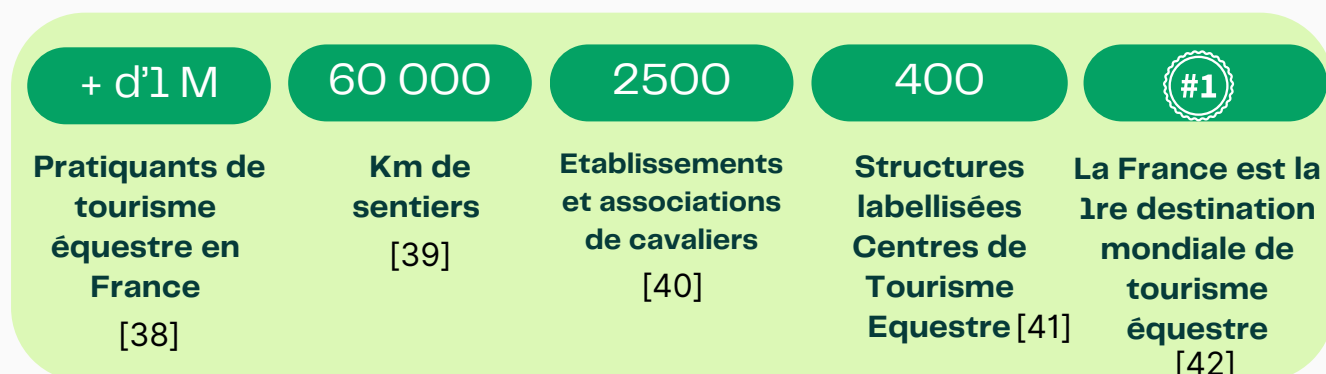 + d'1 M
Pratiquants de
tourisme
équestre en
France
[38]
60 000
Km de
sentiers
[39]
2500
Etablissements
et associations
de cavaliers
[40]
400
Structures
labellisées
Centres de
Tourisme
Equestre [41]
#1
La France est la
1re destination
mondiale de
tourisme
équestre
[42]